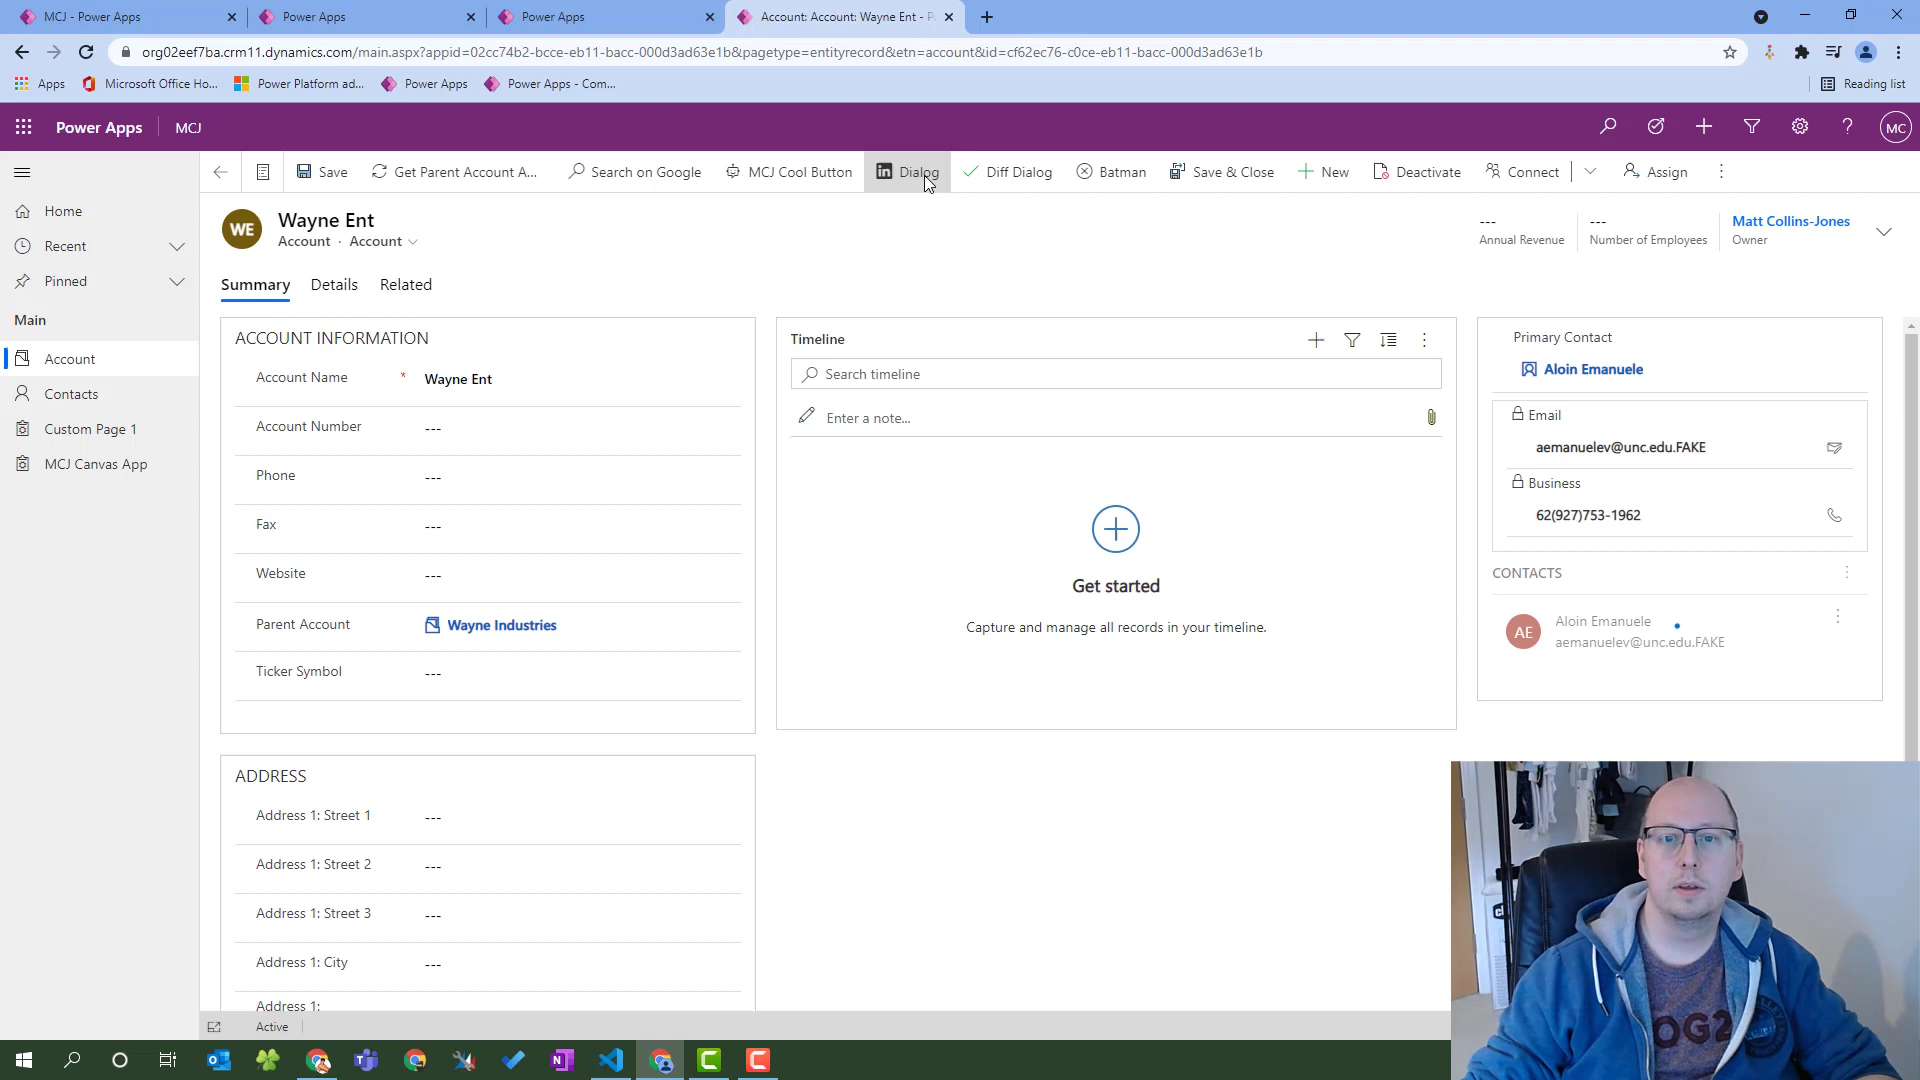 MCJ - Power Apps
Power Apps
Power Apps
Account: Account: Wayne Ent - P
org02eef7ba.crm11.dynamics.com/main.aspx?appid=02cc74b2-bcce-eb11-bacc-000d3ad63e1b&pagetype=entityrecord&etn=account&id=cf62ec76-c0ce-eb11-bacc-000d3ad63e1b
Apps
Microsoft Office Ho...
Power Platform ad...
Power Apps
Power Apps - Com...
Reading list
Power Apps
MCJ
MC
Save
Get Parent Account A...
Search on Google
MCJ Cool Button
Dialog
Diff Dialog
Batman
Save & Close
New
Deactivate
Connect
Assign
Home
Recent
Pinned
Main
Account
Contacts
Custom Page 1
MCJ Canvas App
WE
Wayne Ent
Account · Account
---
Annual Revenue
---
Number of Employees
Matt Collins-Jones
Owner
Summary
Details
Related
ACCOUNT INFORMATION
Account Name * Wayne Ent
Account Number ---
Phone ---
Fax ---
Website ---
Parent Account Wayne Industries
Ticker Symbol ---
ADDRESS
Address 1: Street 1 ---
Address 1: Street 2 ---
Address 1: Street 3 ---
Address 1: City ---
Address 1:
Timeline
Search timeline
Enter a note...
Get started
Capture and manage all records in your timeline.
Primary Contact
Aloin Emanuele
Email
aemanuelev@unc.edu.FAKE
Business
62(927)753-1962
CONTACTS
AE
Aloin Emanuele
aemanuelev@unc.edu.FAKE
Active